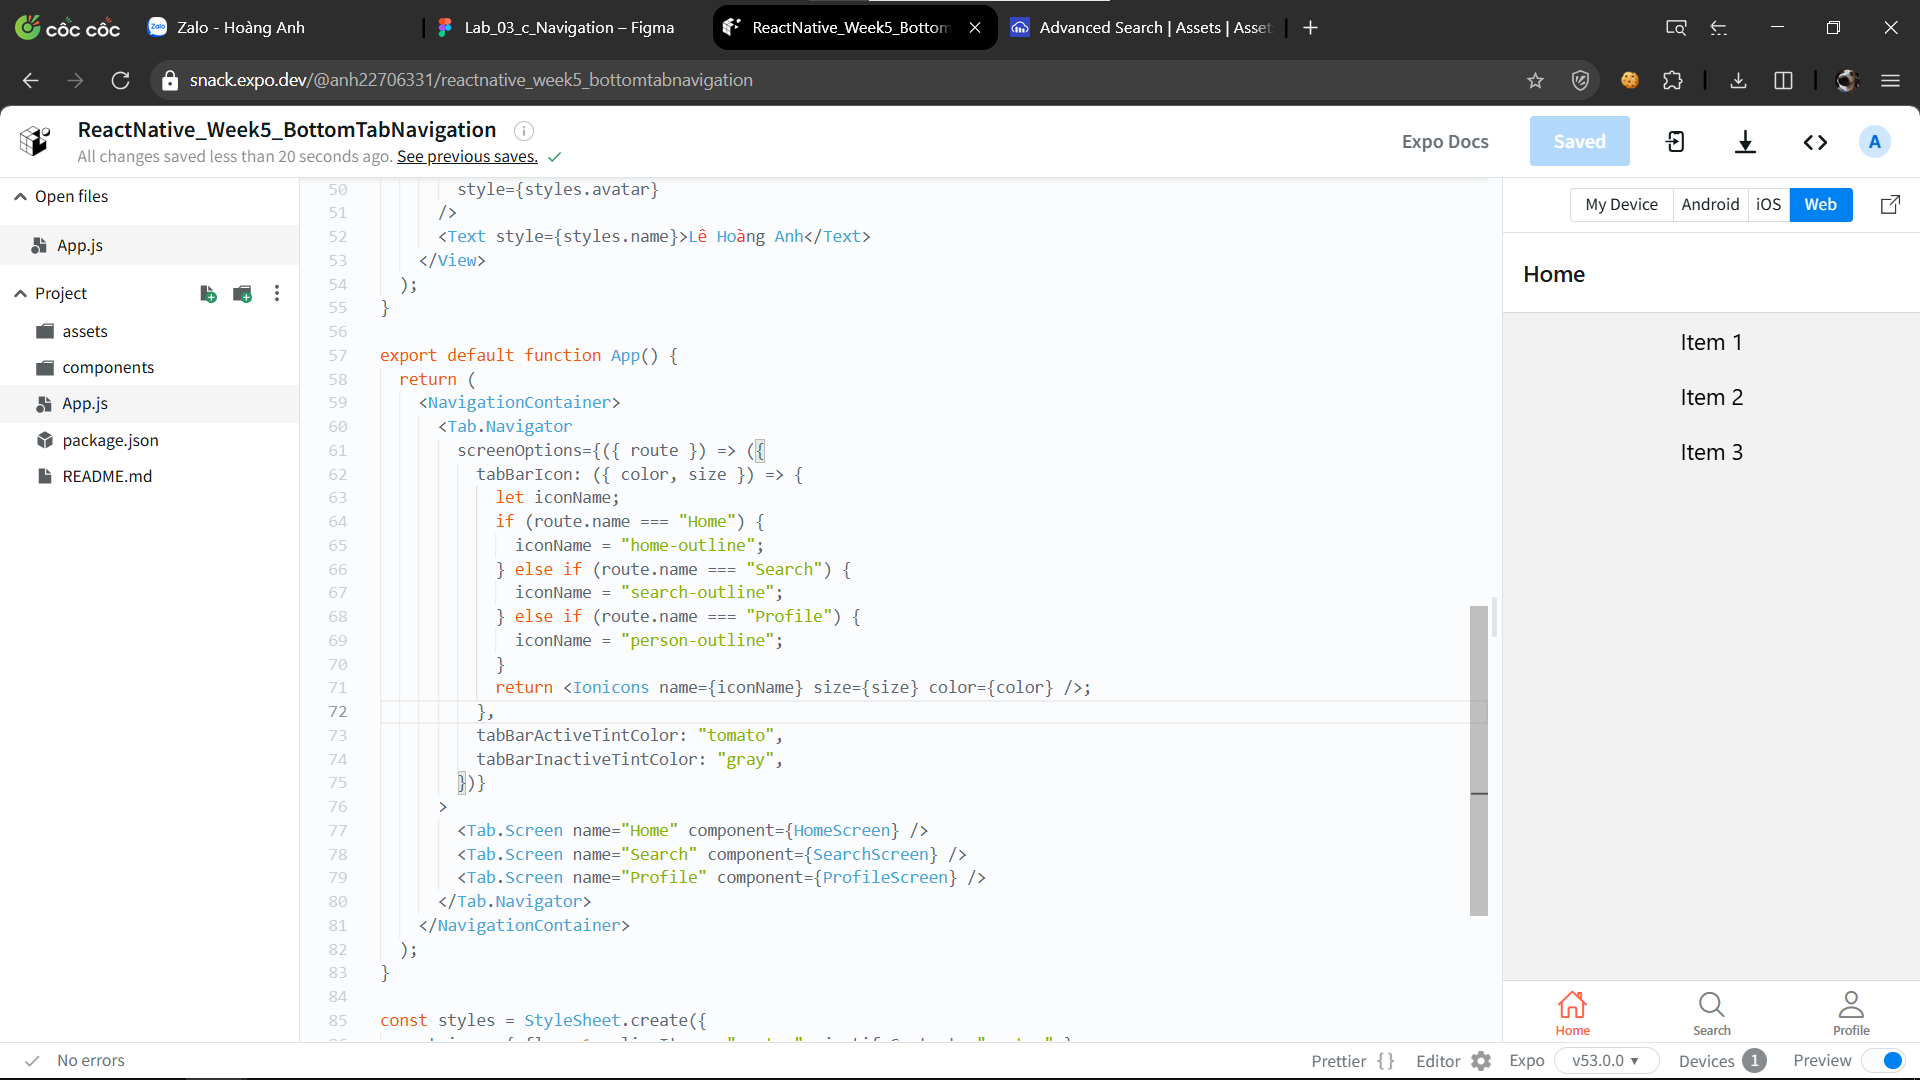 cốc cốc
Zalo
Zalo - Hoàng Anh
Lab_03_c_Navigation – Figma
ReactNative_Week5_Bottom
Advanced Search | Assets | Asset
snack.expo.dev/@anh22706331/reactnative_week5_bottomtabnavigation
ReactNative_Week5_BottomTabNavigation
All changes saved less than 20 seconds ago. See previous saves.
Expo Docs
Saved
A
Open files
App.js
Project
assets
components
App.js
package.json
README.md
50 style={styles.avatar}
51 />
52 <Text style={styles.name}>Lê Hoàng Anh</Text>
53 </View>
54 );
55 }
56
57 export default function App() {
58 return (
59 <NavigationContainer>
60 <Tab.Navigator
61 screenOptions={({ route }) => ({
62 tabBarIcon: ({ color, size }) => {
63 let iconName;
64 if (route.name === "Home") {
65 iconName = "home-outline";
66 } else if (route.name === "Search") {
67 iconName = "search-outline";
68 } else if (route.name === "Profile") {
69 iconName = "person-outline";
70 }
71 return <Ionicons name={iconName} size={size} color={color} />;
72 },
73 tabBarActiveTintColor: "tomato",
74 tabBarInactiveTintColor: "gray",
75 })}
76 >
77 <Tab.Screen name="Home" component={HomeScreen} />
78 <Tab.Screen name="Search" component={SearchScreen} />
79 <Tab.Screen name="Profile" component={ProfileScreen} />
80 </Tab.Navigator>
81 </NavigationContainer>
82 );
83 }
84
85 const styles = StyleSheet.create({
My Device
Android
iOS
Web
Home
Item 1
Item 2
Item 3
Home
Search
Profile
No errors
Prettier { }
Editor
Expo
v53.0.0
Devices 1
Preview